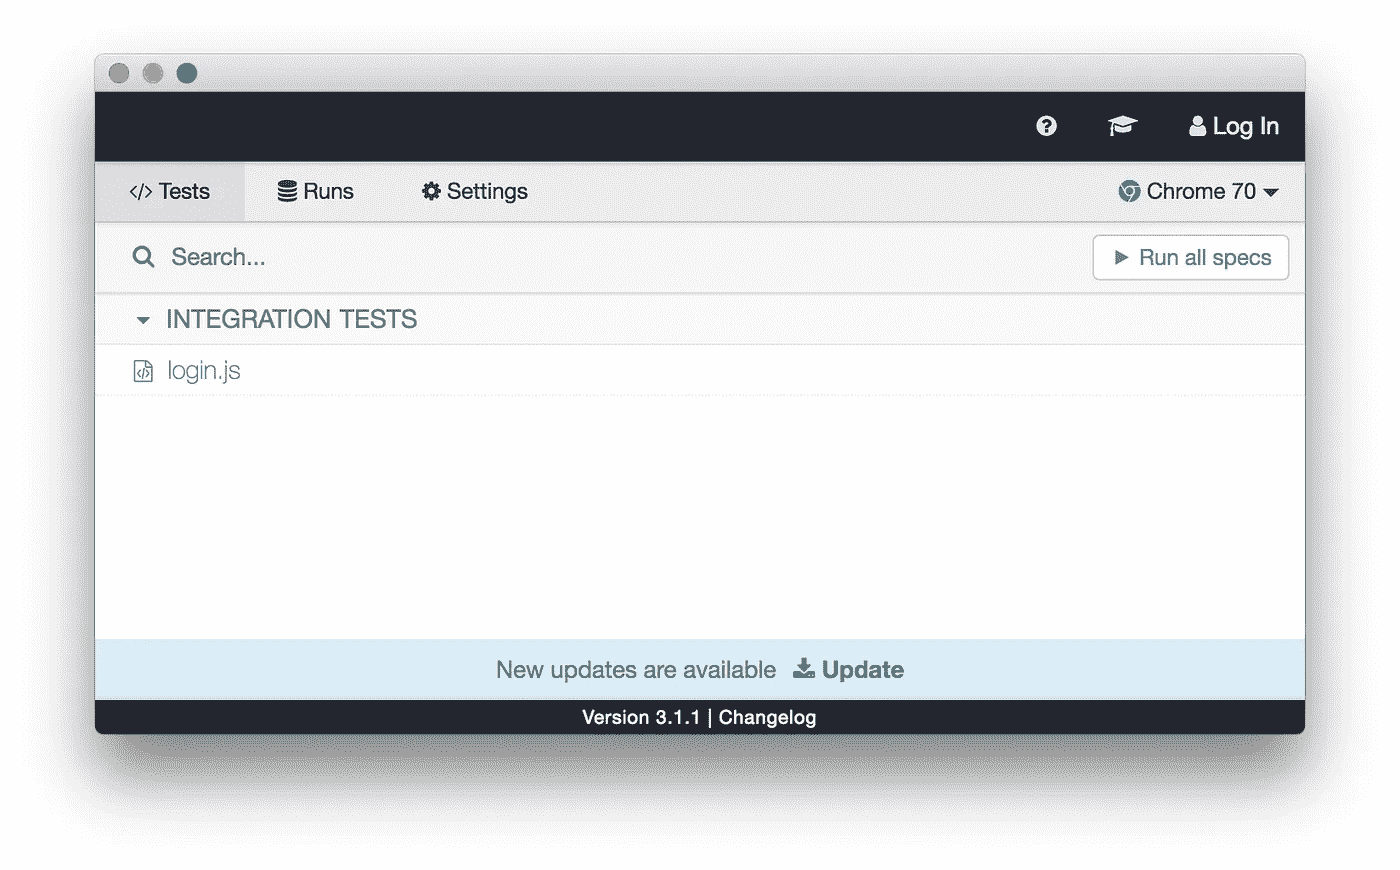 Log In
</> Tests Runs Settings Chrome 70
Search... Run all specs
INTEGRATION TESTS
login.js
New updates are available Update
Version 3.1.1 | Changelog